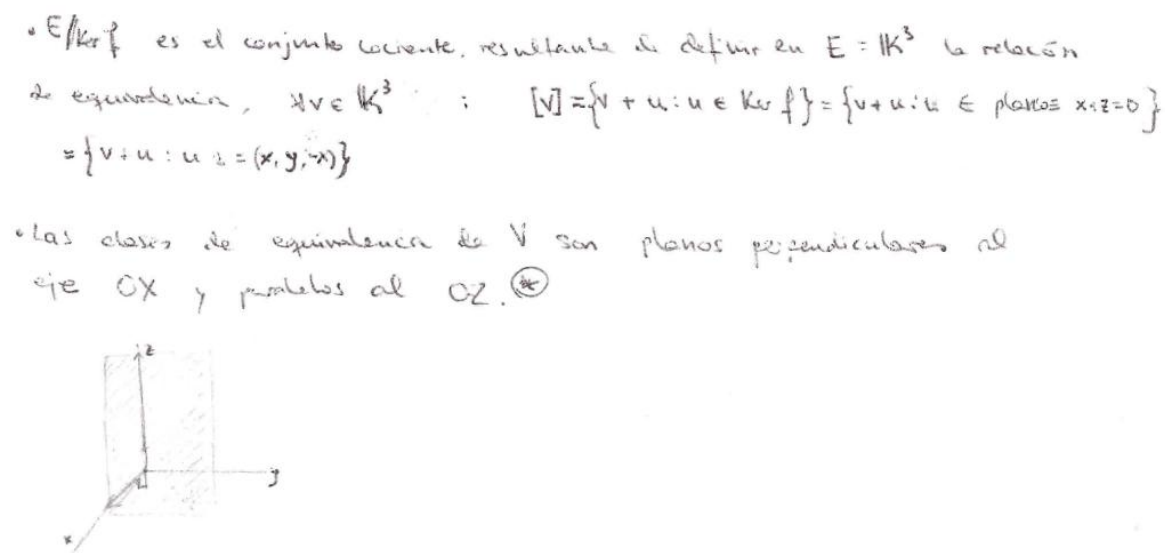 • E/Ker f es el conjunto cociente, resultante de definir en E = 𝕂³ la relación
de equivalencia, ∀v ∈ 𝕂³ : [v] = {v + u : u ∈ Ker f} = {v + u : u ∈ plano ≡ x+z=0}
= {v + u : u = (x, y, -x)}
• Las clases de equivalencia de V son planos perpendiculares al
eje OX y paralelos al OZ. *
z
y
x